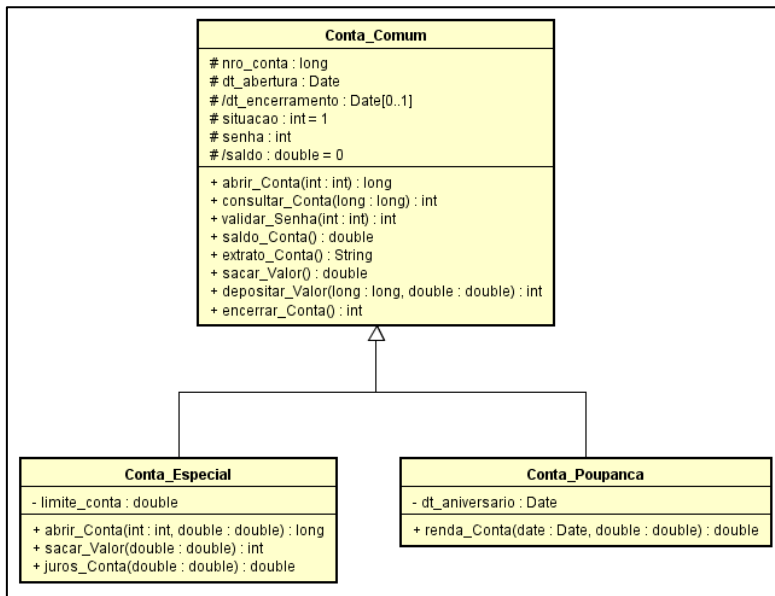 Conta_Comum
# nro_conta : long
# dt_abertura : Date
# /dt_encerramento : Date[0..1]
# situacao : int = 1
# senha : int
# /saldo : double = 0
+ abrir_Conta(int : int) : long
+ consultar_Conta(long : long) : int
+ validar_Senha(int : int) : int
+ saldo_Conta() : double
+ extrato_Conta() : String
+ sacar_Valor() : double
+ depositar_Valor(long : long, double : double) : int
+ encerrar_Conta() : int
Conta_Especial
- limite_conta : double
+ abrir_Conta(int : int, double : double) : long
+ sacar_Valor(double : double) : int
+ juros_Conta(double : double) : double
Conta_Poupanca
- dt_aniversario : Date
+ renda_Conta(date : Date, double : double) : double